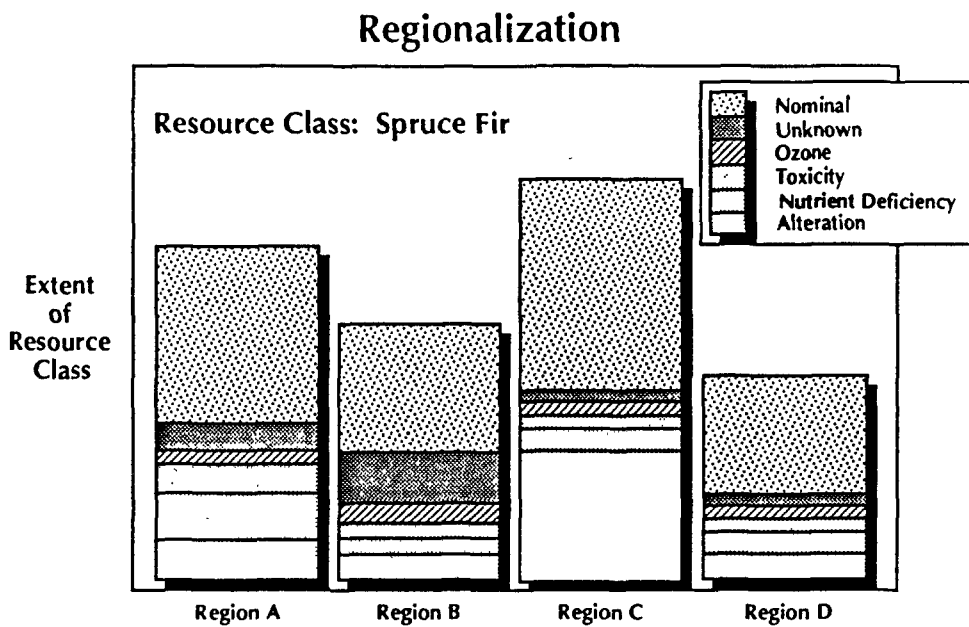 Regionalization
Resource Class: Spruce Fir
Nominal
Unknown
Ozone
Toxicity
Nutrient Deficiency
Alteration
Extent
of
Resource
Class
Region A
Region B
Region C
Region D